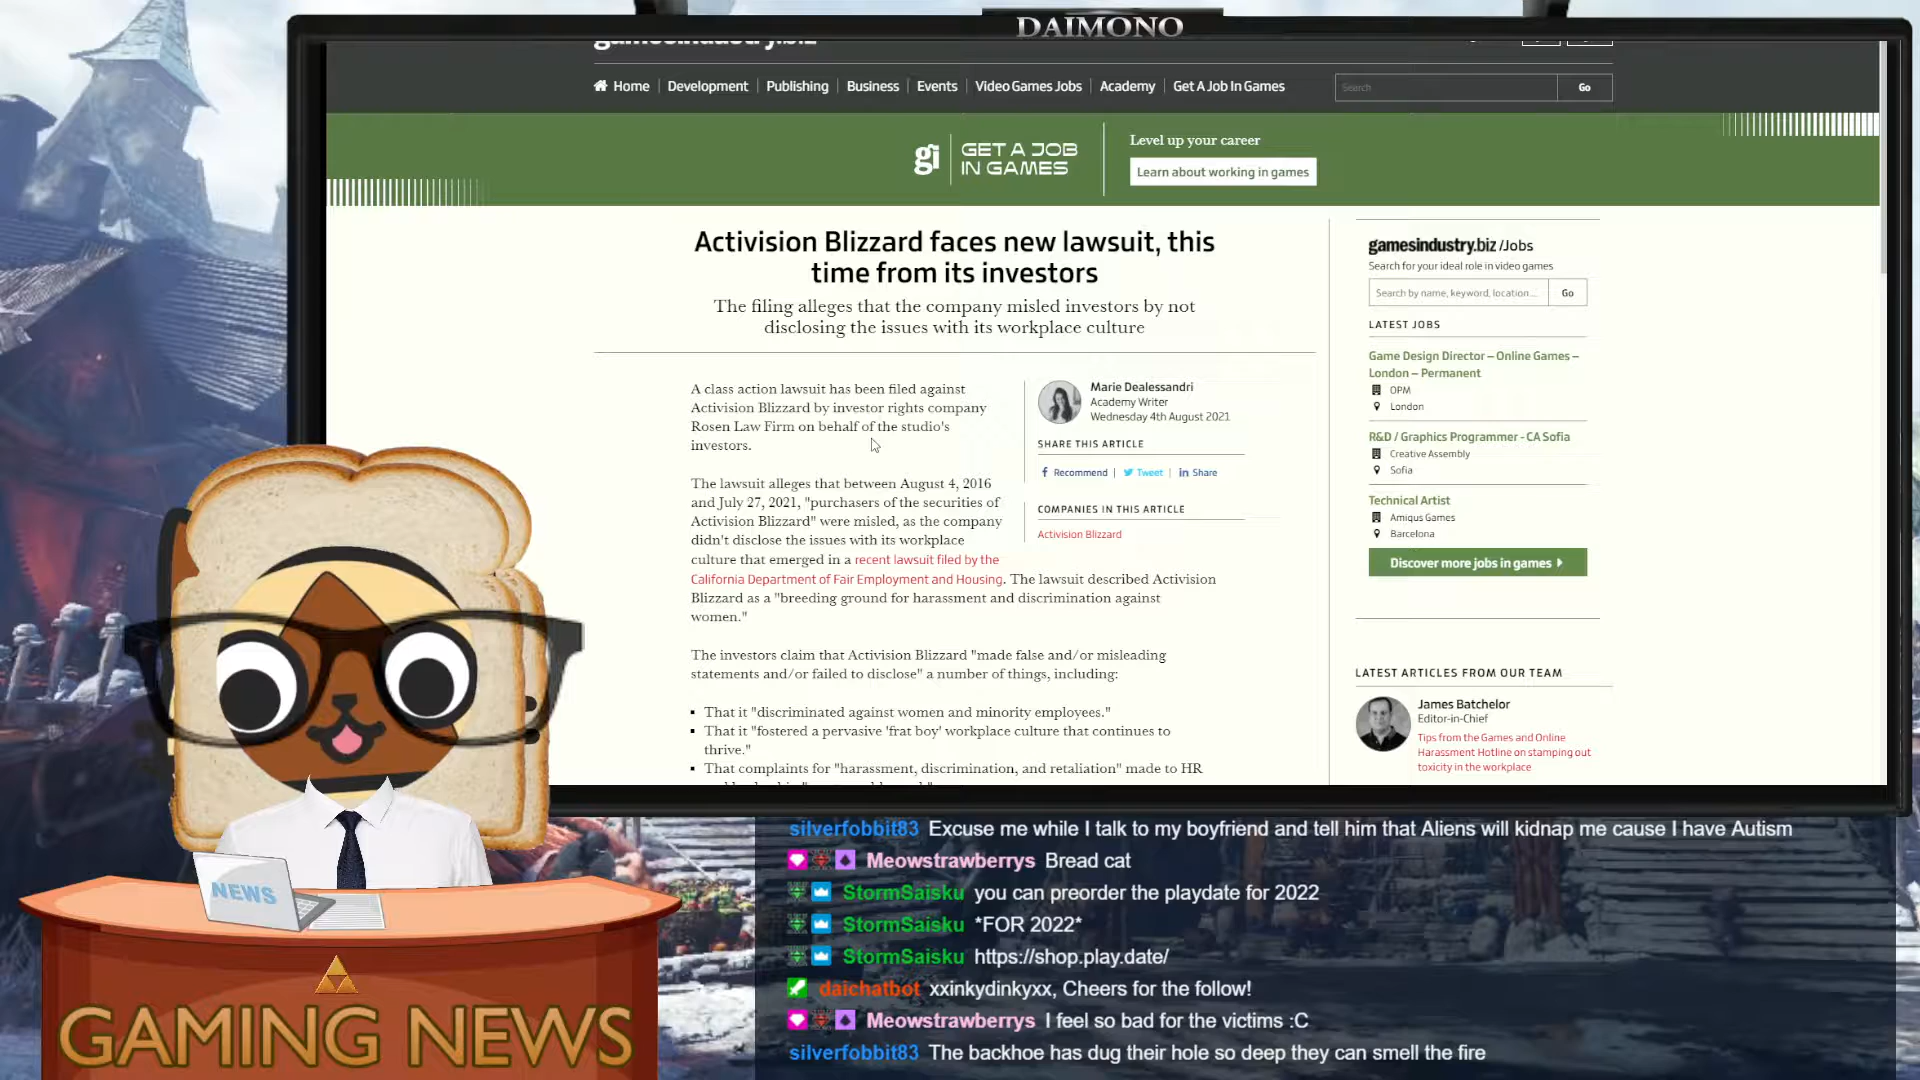 DAIMONO
gamesindustry.biz
Home Development Publishing Business Events Video Games Jobs Academy Get A Job In Games
Search Go
gi GET A JOB
IN GAMES
Level up your career
Learn about working in games
Activision Blizzard faces new lawsuit, this
time from its investors
The filing alleges that the company misled investors by not
disclosing the issues with its workplace culture
A class action lawsuit has been filed against
Activision Blizzard by investor rights company
Rosen Law Firm on behalf of the studio's
investors.
The lawsuit alleges that between August 4, 2016
and July 27, 2021, "purchasers of the securities of
Activision Blizzard" were misled, as the company
didn't disclose the issues with its workplace
culture that emerged in a recent lawsuit filed by the
California Department of Fair Employment and Housing. The lawsuit described Activision
Blizzard as a "breeding ground for harassment and discrimination against
women."
The investors claim that Activision Blizzard "made false and/or misleading
statements and/or failed to disclose" a number of things, including:
That it "discriminated against women and minority employees."
That it "fostered a pervasive 'frat boy' workplace culture that continues to
thrive."
That complaints for "harassment, discrimination, and retaliation" made to HR
Marie Dealessandri
Academy Writer
Wednesday 4th August 2021
SHARE THIS ARTICLE
Recommend | Tweet | in Share
COMPANIES IN THIS ARTICLE
Activision Blizzard
gamesindustry.biz /Jobs
Search for your ideal role in video games
Search by name, keyword, location ... Go
LATEST JOBS
Game Design Director – Online Games –
London – Permanent
OPM
London
R&D / Graphics Programmer - CA Sofia
Creative Assembly
Sofia
Technical Artist
Amiqus Games
Barcelona
Discover more jobs in games
LATEST ARTICLES FROM OUR TEAM
James Batchelor
Editor-in-Chief
Tips from the Games and Online
Harassment Hotline on stamping out
toxicity in the workplace
NEWS
GAMING NEWS
silverfobbit83 Excuse me while I talk to my boyfriend and tell him that Aliens will kidnap me cause I have Autism
Meowstrawberrys Bread cat
StormSaisku you can preorder the playdate for 2022
StormSaisku *FOR 2022*
StormSaisku https://shop.play.date/
daichatbot xxinkydinkyxx, Cheers for the follow!
Meowstrawberrys I feel so bad for the victims :C
silverfobbit83 The backhoe has dug their hole so deep they can smell the fire